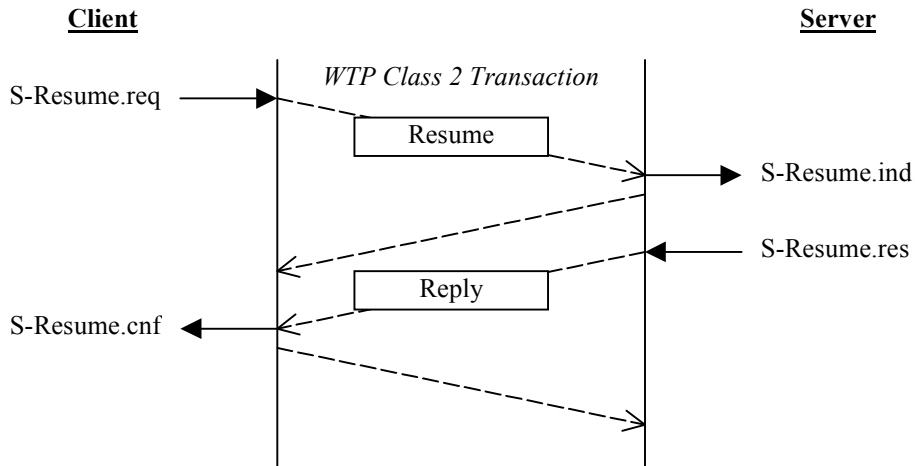 Client
Server
WTP Class 2 Transaction
S-Resume.req
Resume
S-Resume.ind
S-Resume.res
Reply
S-Resume.cnf